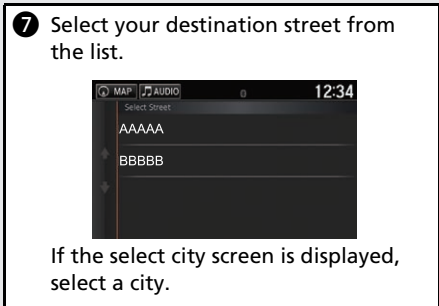 7 Select your destination street from
the list.
MAP AUDIO 12:34
Select Street
AAAAA
BBBBB
If the select city screen is displayed,
select a city.